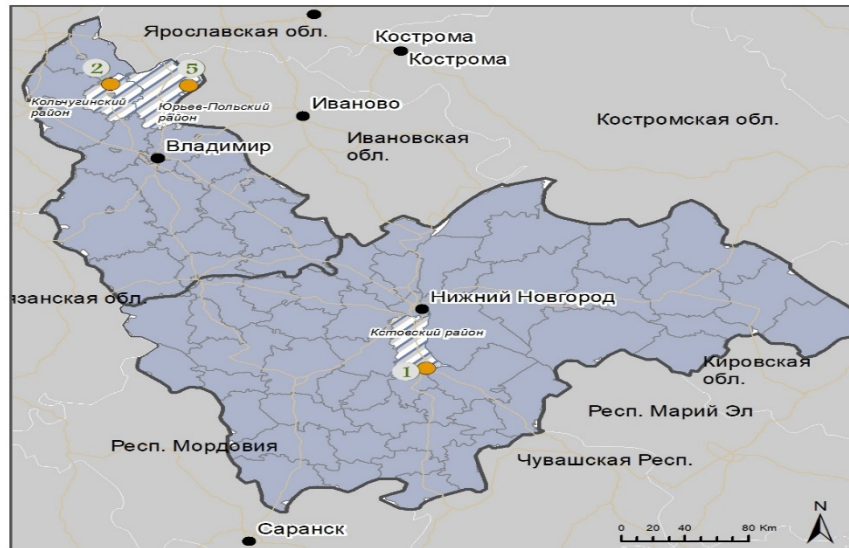 Ярославская обл.
Кострома
Кострома
2
5
Кольчугинский
район
Юрьев-Польский
район
Иваново
Ивановская
обл.
Костромская обл.
Владимир
язанская обл
Нижний Новгород
Кстовский район
1
Кировская
обл.
Респ. Марий Эл
Респ. Мордовия
Чувашская Респ.
Саранск
0 20 40 80 Km
N